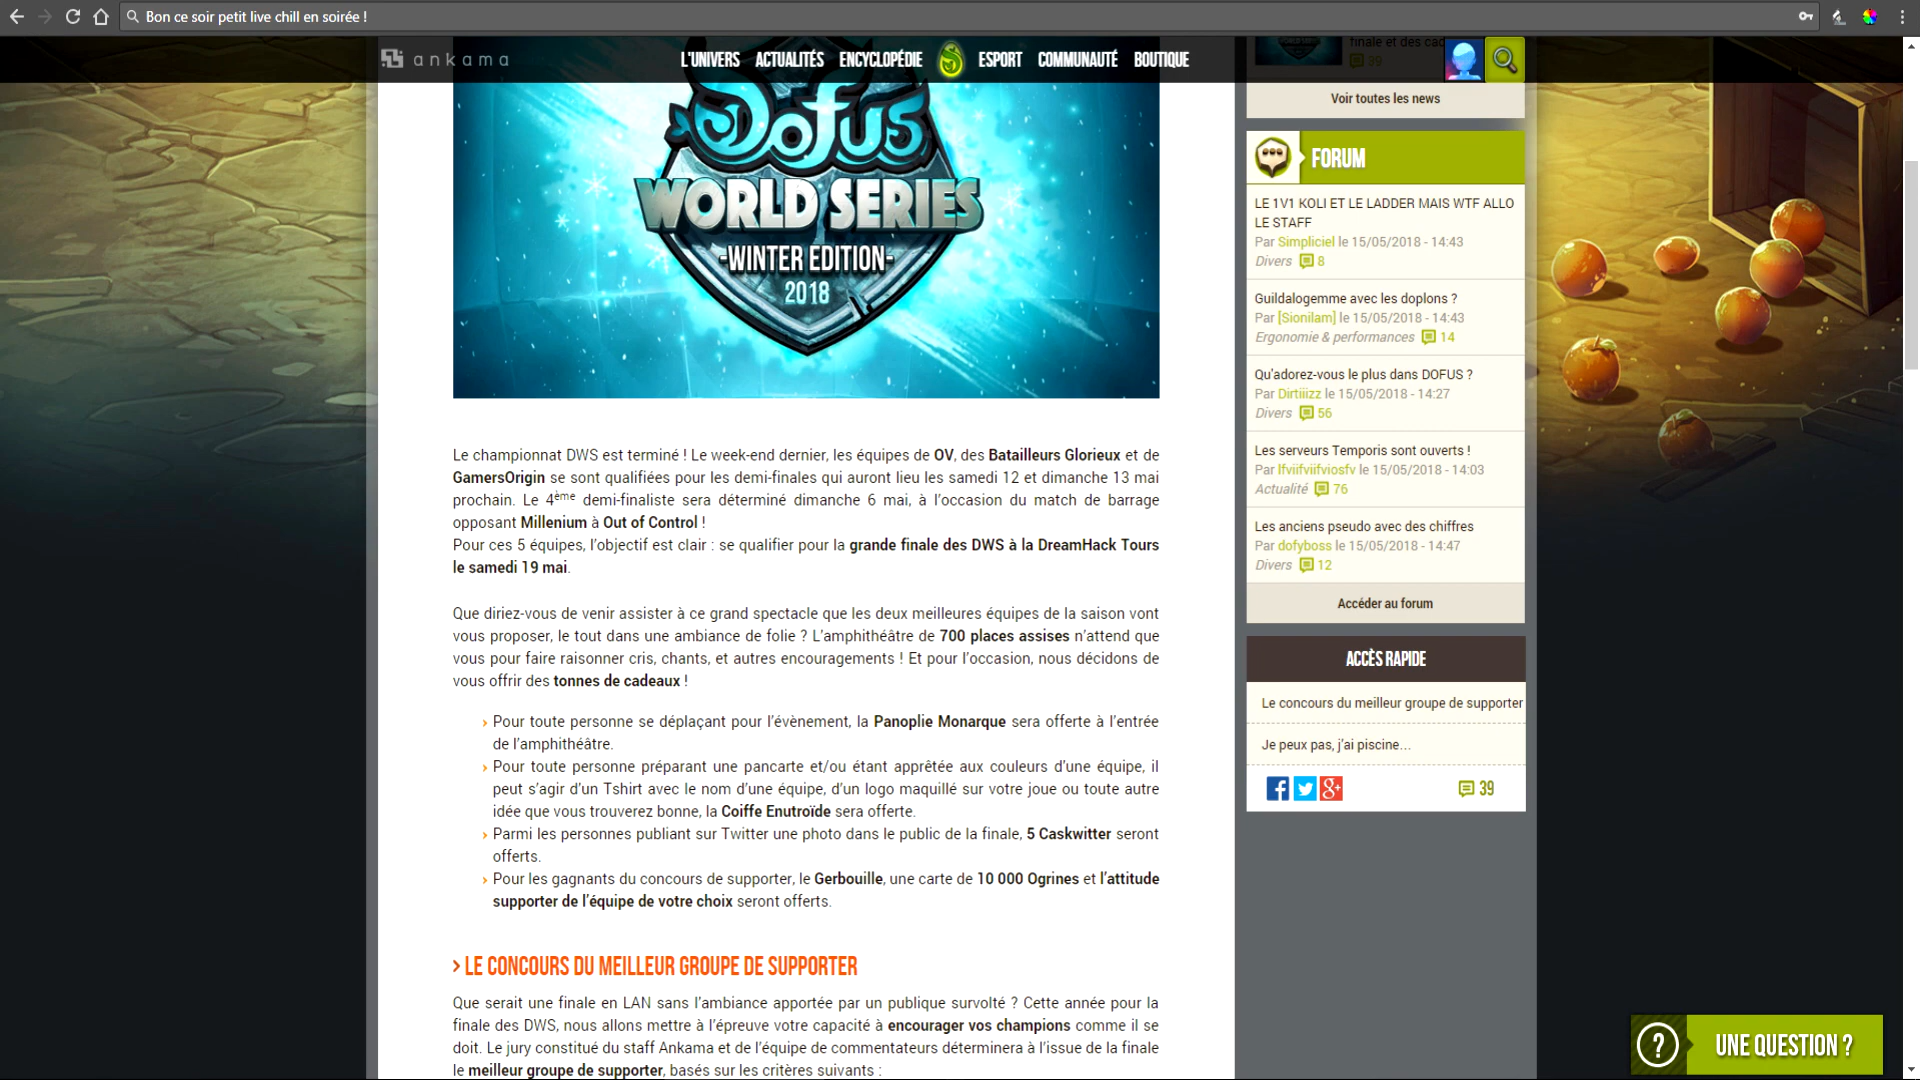 Bon ce soir petit live chill en soirée !
ankama
L'UNIVERS ACTUALITÉS ENCYCLOPÉDIE ESPORT COMMUNAUTÉ BOUTIQUE
DOFUS
WORLD SERIES
-WINTER EDITION-
2018
Le championnat DWS est terminé ! Le week-end dernier, les équipes de OV, des Batailleurs Glorieux et de
GamersOrigin se sont qualifiées pour les demi-finales qui auront lieu les samedi 12 et dimanche 13 mai
prochain. Le 4ème demi-finaliste sera déterminé dimanche 6 mai, à l'occasion du match de barrage
opposant Millenium à Out of Control !
Pour ces 5 équipes, l'objectif est clair : se qualifier pour la grande finale des DWS à la DreamHack Tours
le samedi 19 mai.
Que diriez-vous de venir assister à ce grand spectacle que les deux meilleures équipes de la saison vont
vous proposer, le tout dans une ambiance de folie ? L'amphithéâtre de 700 places assises n'attend que
vous pour faire raisonner cris, chants, et autres encouragements ! Et pour l'occasion, nous décidons de
vous offrir des tonnes de cadeaux !
› Pour toute personne se déplaçant pour l'évènement, la Panoplie Monarque sera offerte à l'entrée
de l'amphithéâtre.
› Pour toute personne préparant une pancarte et/ou étant apprêtée aux couleurs d'une équipe, il
peut s'agir d'un Tshirt avec le nom d'une équipe, d'un logo maquillé sur votre joue ou toute autre
idée que vous trouverez bonne, la Coiffe Enutroïde sera offerte.
› Parmi les personnes publiant sur Twitter une photo dans le public de la finale, 5 Caskwitter seront
offerts.
› Pour les gagnants du concours de supporter, le Gerbouille, une carte de 10 000 Ogrines et l'attitude
supporter de l'équipe de votre choix seront offerts.
› LE CONCOURS DU MEILLEUR GROUPE DE SUPPORTER
Que serait une finale en LAN sans l'ambiance apportée par un publique survolté ? Cette année pour la
finale des DWS, nous allons mettre à l'épreuve votre capacité à encourager vos champions comme il se
doit. Le jury constitué du staff Ankama et de l'équipe de commentateurs déterminera à l'issue de la finale
le meilleur groupe de supporter, basés sur les critères suivants :
finale et des
99
Voir toutes les news
FORUM
LE 1V1 KOLI ET LE LADDER MAIS WTF ALLO
LE STAFF
Par Simpliciel le 15/05/2018 - 14:43
Divers 8
Guildalogemme avec les doplons ?
Par [Sionilam] le 15/05/2018 - 14:43
Ergonomie & performances 14
Qu'adorez-vous le plus dans DOFUS ?
Par Dirtiiizz le 15/05/2018 - 14:27
Divers 56
Les serveurs Temporis sont ouverts !
Par lfviifviifviosfv le 15/05/2018 - 14:03
Actualité 76
Les anciens pseudo avec des chiffres
Par dofyboss le 15/05/2018 - 14:47
Divers 12
Accéder au forum
ACCÈS RAPIDE
Le concours du meilleur groupe de supporter
Je peux pas, j'ai piscine...
39
? UNE QUESTION ?